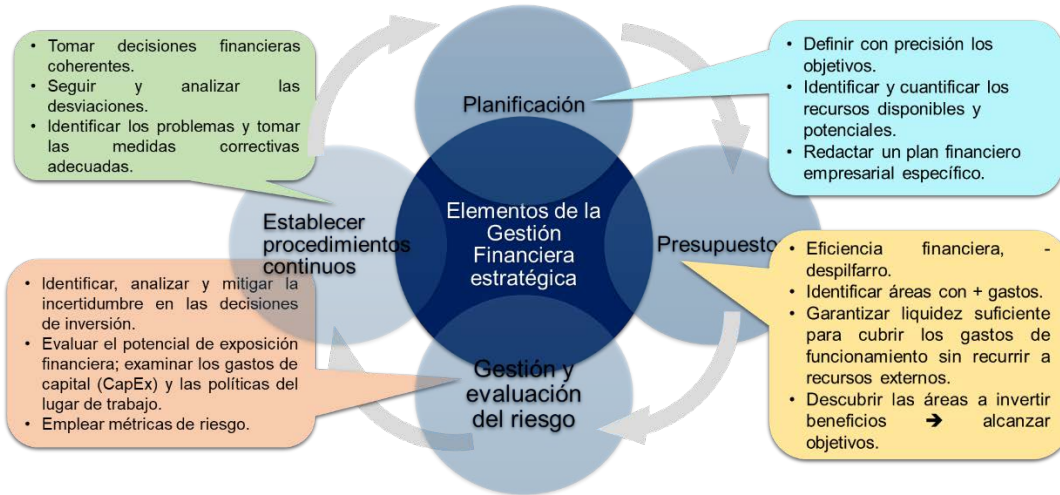 • Tomar decisiones financieras
coherentes.
• Seguir y analizar las
desviaciones.
• Identificar los problemas y tomar
las medidas correctivas
adecuadas.
Planificación
• Definir con precisión los
objetivos.
• Identificar y cuantificar los
recursos disponibles y
potenciales.
• Redactar un plan financiero
empresarial específico.
Establecer
procedimientos
continuos
Elementos de la
Gestión
Financiera
estratégica
Presupuesto
• Identificar, analizar y mitigar la
incertidumbre en las decisiones
de inversión.
• Evaluar el potencial de exposición
financiera; examinar los gastos de
capital (CapEx) y las políticas del
lugar de trabajo.
• Emplear métricas de riesgo.
Gestión y
evaluación
del riesgo
• Eficiencia financiera, -
despilfarro.
• Identificar áreas con + gastos.
• Garantizar liquidez suficiente
para cubrir los gastos de
funcionamiento sin recurrir a
recursos externos.
• Descubrir las áreas a invertir
beneficios ➔ alcanzar
objetivos.